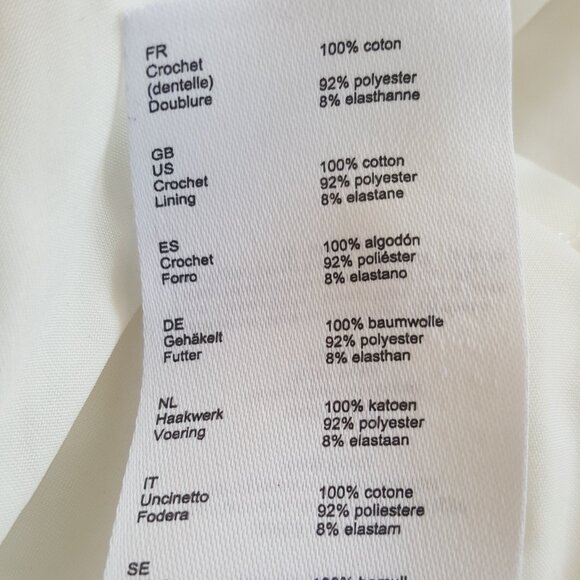 FR 100% coton
Crochet
(dentelle) 92% polyester
Doublure 8% elasthanne
GB
US 100% cotton
Crochet 92% polyester
Lining 8% elastane
ES 100% algodón
Crochet 92% poliéster
Forro 8% elastano
DE 100% baumwolle
Gehäkelt 92% polyester
Futter 8% elasthan
NL 100% katoen
Haakwerk 92% polyester
Voering 8% elastaan
IT 100% cotone
Uncinetto 92% poliestere
Fodera 8% elastam
SE